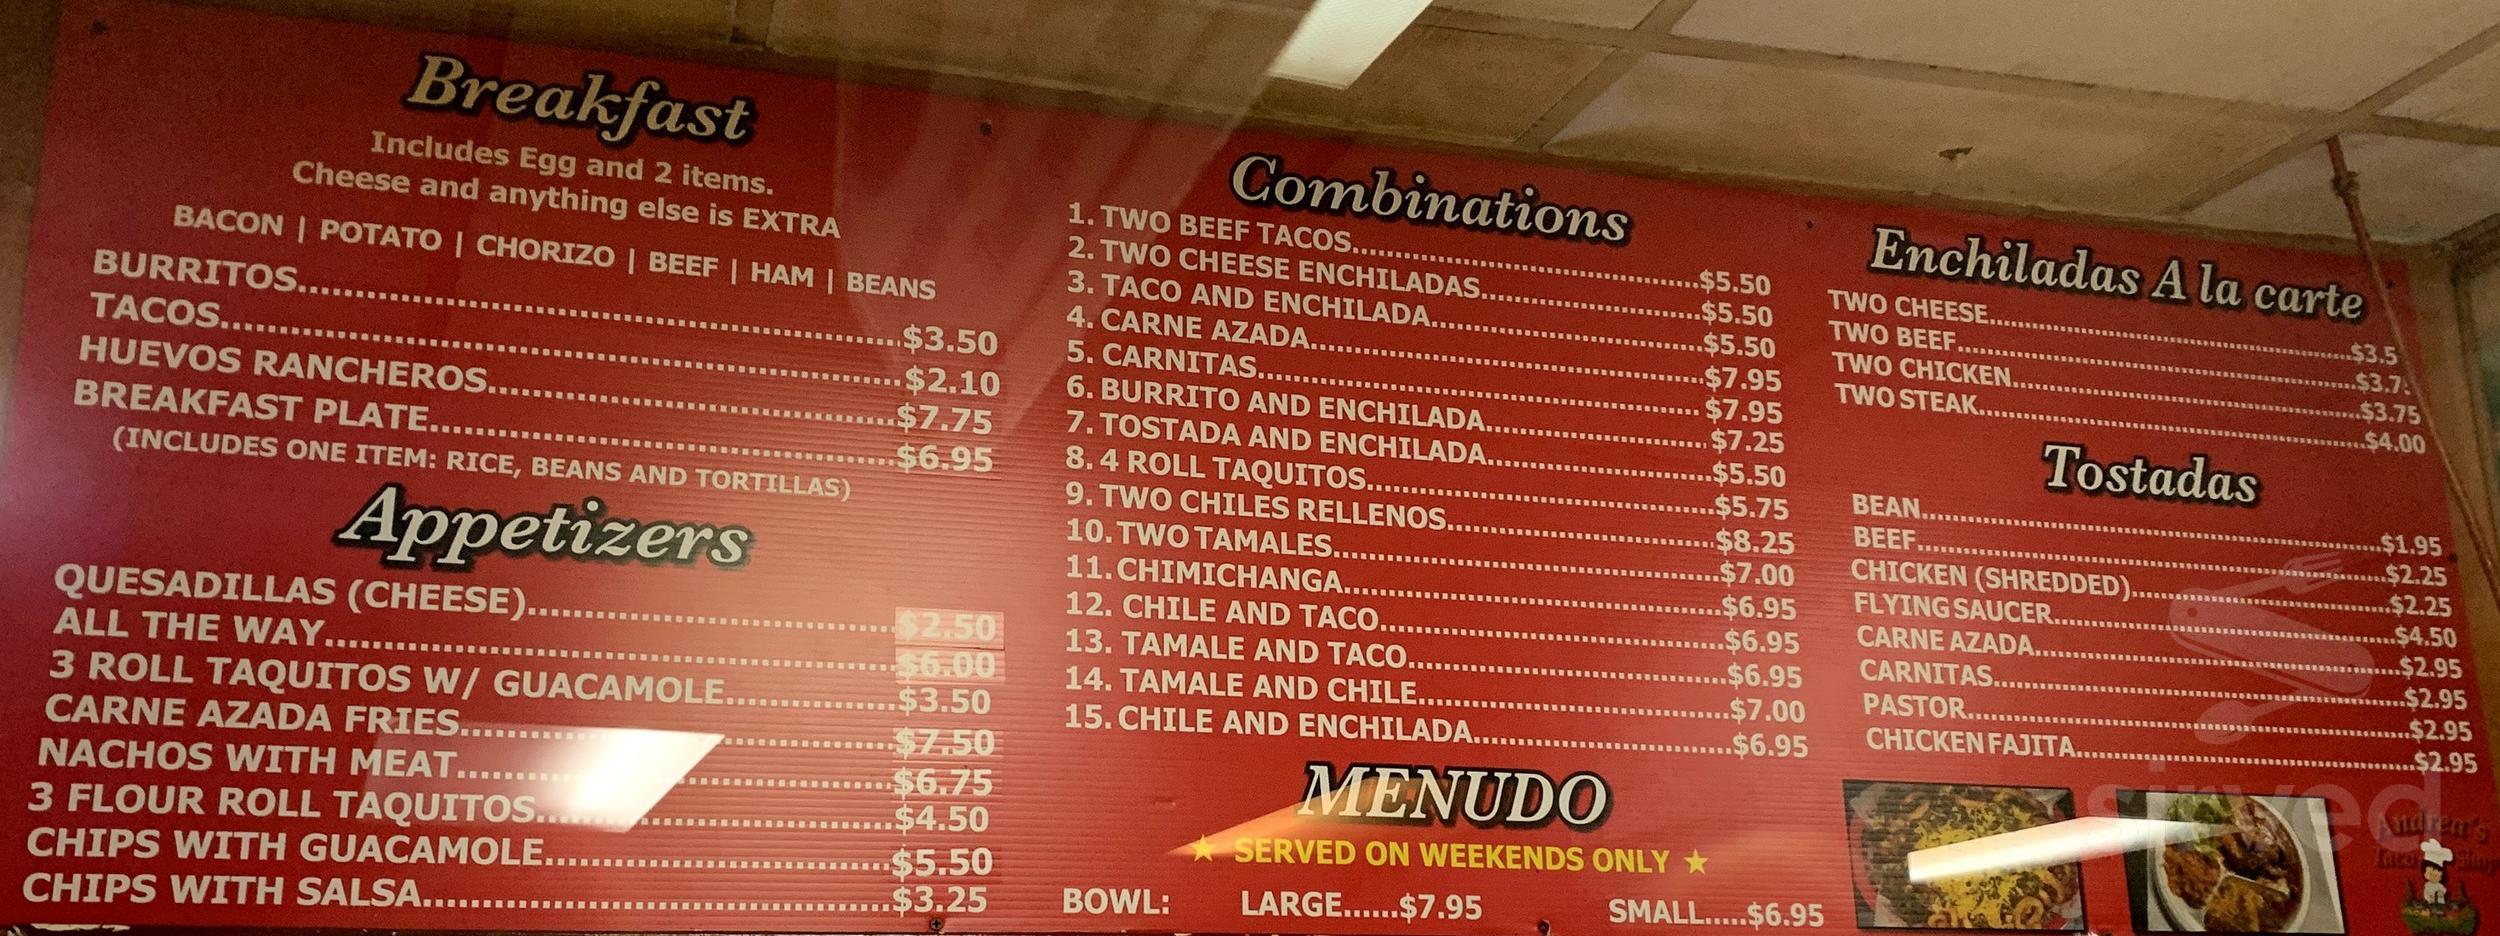 Breakfast
Includes Egg and 2 items.
Cheese and anything else is EXTRA
BACON | POTATO | CHORIZO | BEEF | HAM | BEANS
BURRITOS....................$3.50
TACOS....................$2.10
HUEVOS RANCHEROS....................$7.75
BREAKFAST PLATE....................$6.95
(INCLUDES ONE ITEM: RICE, BEANS AND TORTILLAS)
Appetizers
QUESADILLAS (CHEESE)....................$2.50
ALL THE WAY....................$6.00
3 ROLL TAQUITOS W/ GUACAMOLE....................$3.50
CARNE AZADA FRIES....................$7.50
NACHOS WITH MEAT....................$6.75
3 FLOUR ROLL TAQUITOS....................$4.50
CHIPS WITH GUACAMOLE....................$5.50
CHIPS WITH SALSA....................$3.25
Combinations
1. TWO BEEF TACOS....................$5.50
2. TWO CHEESE ENCHILADAS....................$5.50
3. TACO AND ENCHILADA....................$5.50
4. CARNE AZADA....................$7.95
5. CARNITAS....................$7.95
6. BURRITO AND ENCHILADA....................$7.25
7. TOSTADA AND ENCHILADA....................$5.50
8. 4 ROLL TAQUITOS....................$5.75
9. TWO CHILES RELLENOS....................$8.25
10. TWO TAMALES....................$7.00
11. CHIMICHANGA....................$6.95
12. CHILE AND TACO....................$6.95
13. TAMALE AND TACO....................$6.95
14. TAMALE AND CHILE....................$7.00
15. CHILE AND ENCHILADA....................$6.95
MENUDO
★ SERVED ON WEEKENDS ONLY ★
BOWL: LARGE......$7.95 SMALL.....$6.95
Enchiladas A la carte
TWO CHEESE....................$3.5
TWO BEEF....................$3.7
TWO CHICKEN....................$3.75
TWO STEAK....................$4.00
Tostadas
BEAN....................$1.95
BEEF....................$2.25
CHICKEN (SHREDDED)....................$2.25
FLYING SAUCER....................$4.50
CARNE AZADA....................$2.95
CARNITAS....................$2.95
PASTOR....................$2.95
CHICKEN FAJITA....................$2.95
sirved
Andrea's
Taco Shop